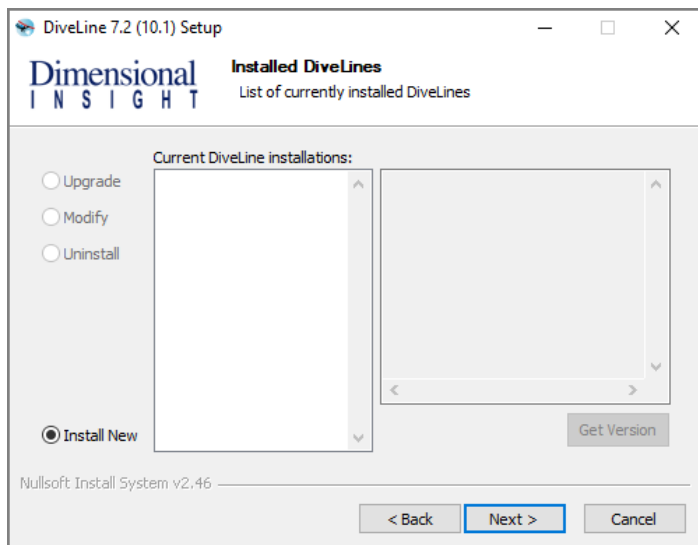 DiveLine 7.2 (10.1) Setup
Dimensional
INSIGHT
Installed DiveLines
List of currently installed DiveLines
Current DiveLine installations:
Upgrade
Modify
Uninstall
Install New
Get Version
Nullsoft Install System v2.46
< Back
Next >
Cancel